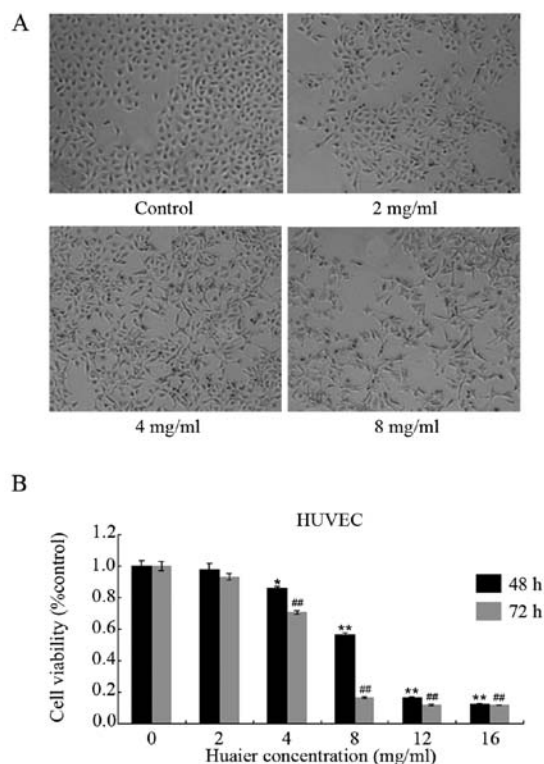 A
Control
2 mg/ml
4 mg/ml
8 mg/ml
B
HUVEC
Cell viability (%control)
1.2
1.0
0.8
0.6
0.4
0.2
0.0
*
##
**
##
**
##
**
##
48 h
72 h
0
2
4
8
12
16
Huaier concentration (mg/ml)